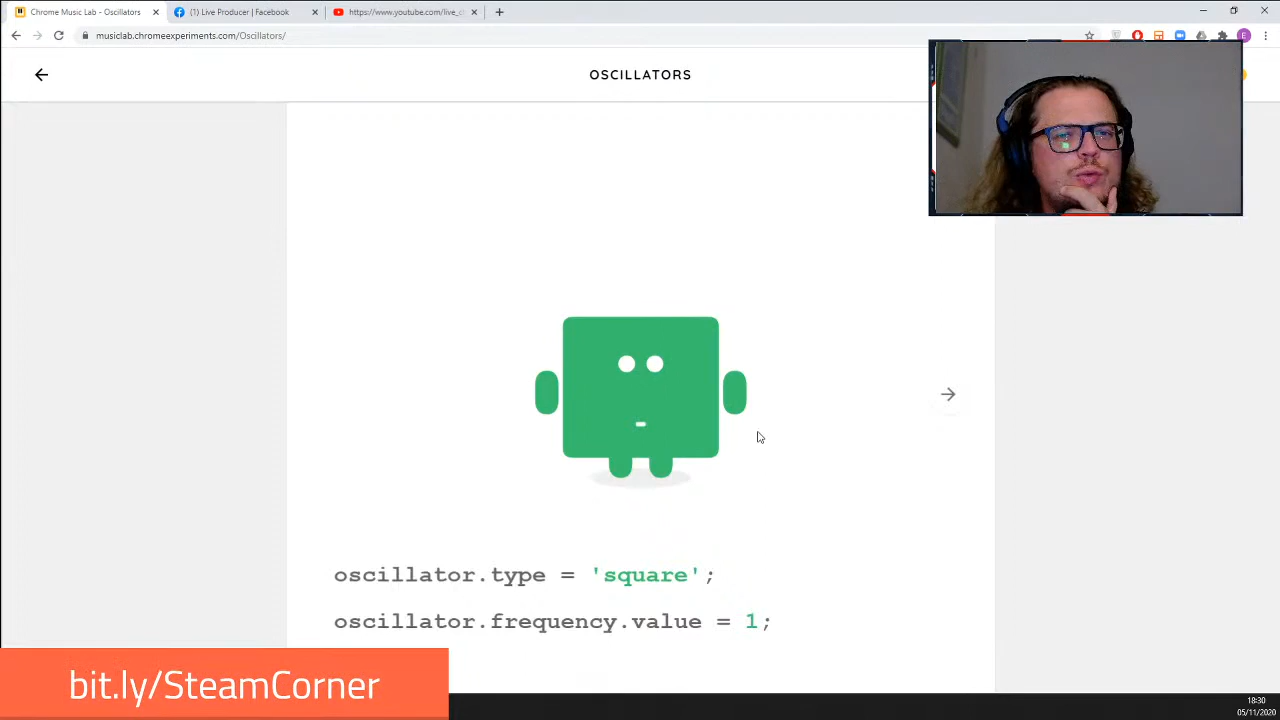 Chrome Music Lab - Oscillators
(1) Live Producer | Facebook
https://www.youtube.com/live_c
musiclab.chromeexperiments.com/Oscillators/
E
OSCILLATORS
oscillator.type = 'square';
oscillator.frequency.value = 1;
bit.ly/SteamCorner
18:30
05/11/2020